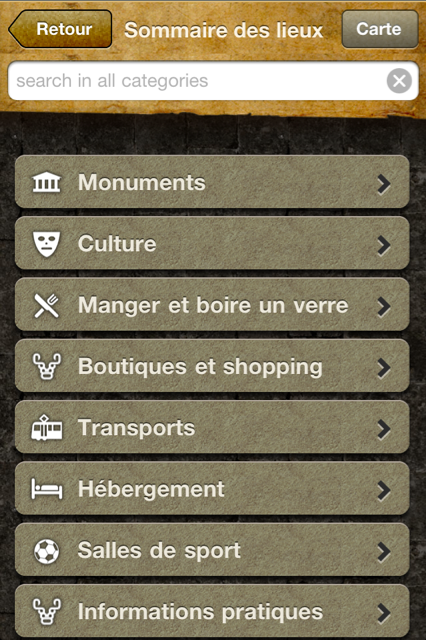 Retour
Sommaire des lieux
Carte
search in all categories
Monuments
Culture
Manger et boire un verre
Boutiques et shopping
Transports
Hébergement
Salles de sport
Informations pratiques